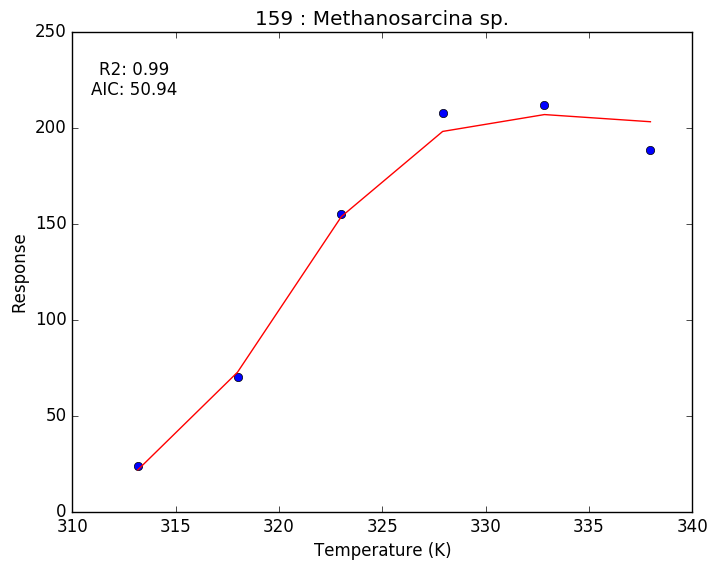 159 : Methanosarcina sp.
R2: 0.99
AIC: 50.94
250
200
150
100
50
0
Response
310
315
320
325
330
335
340
Temperature (K)